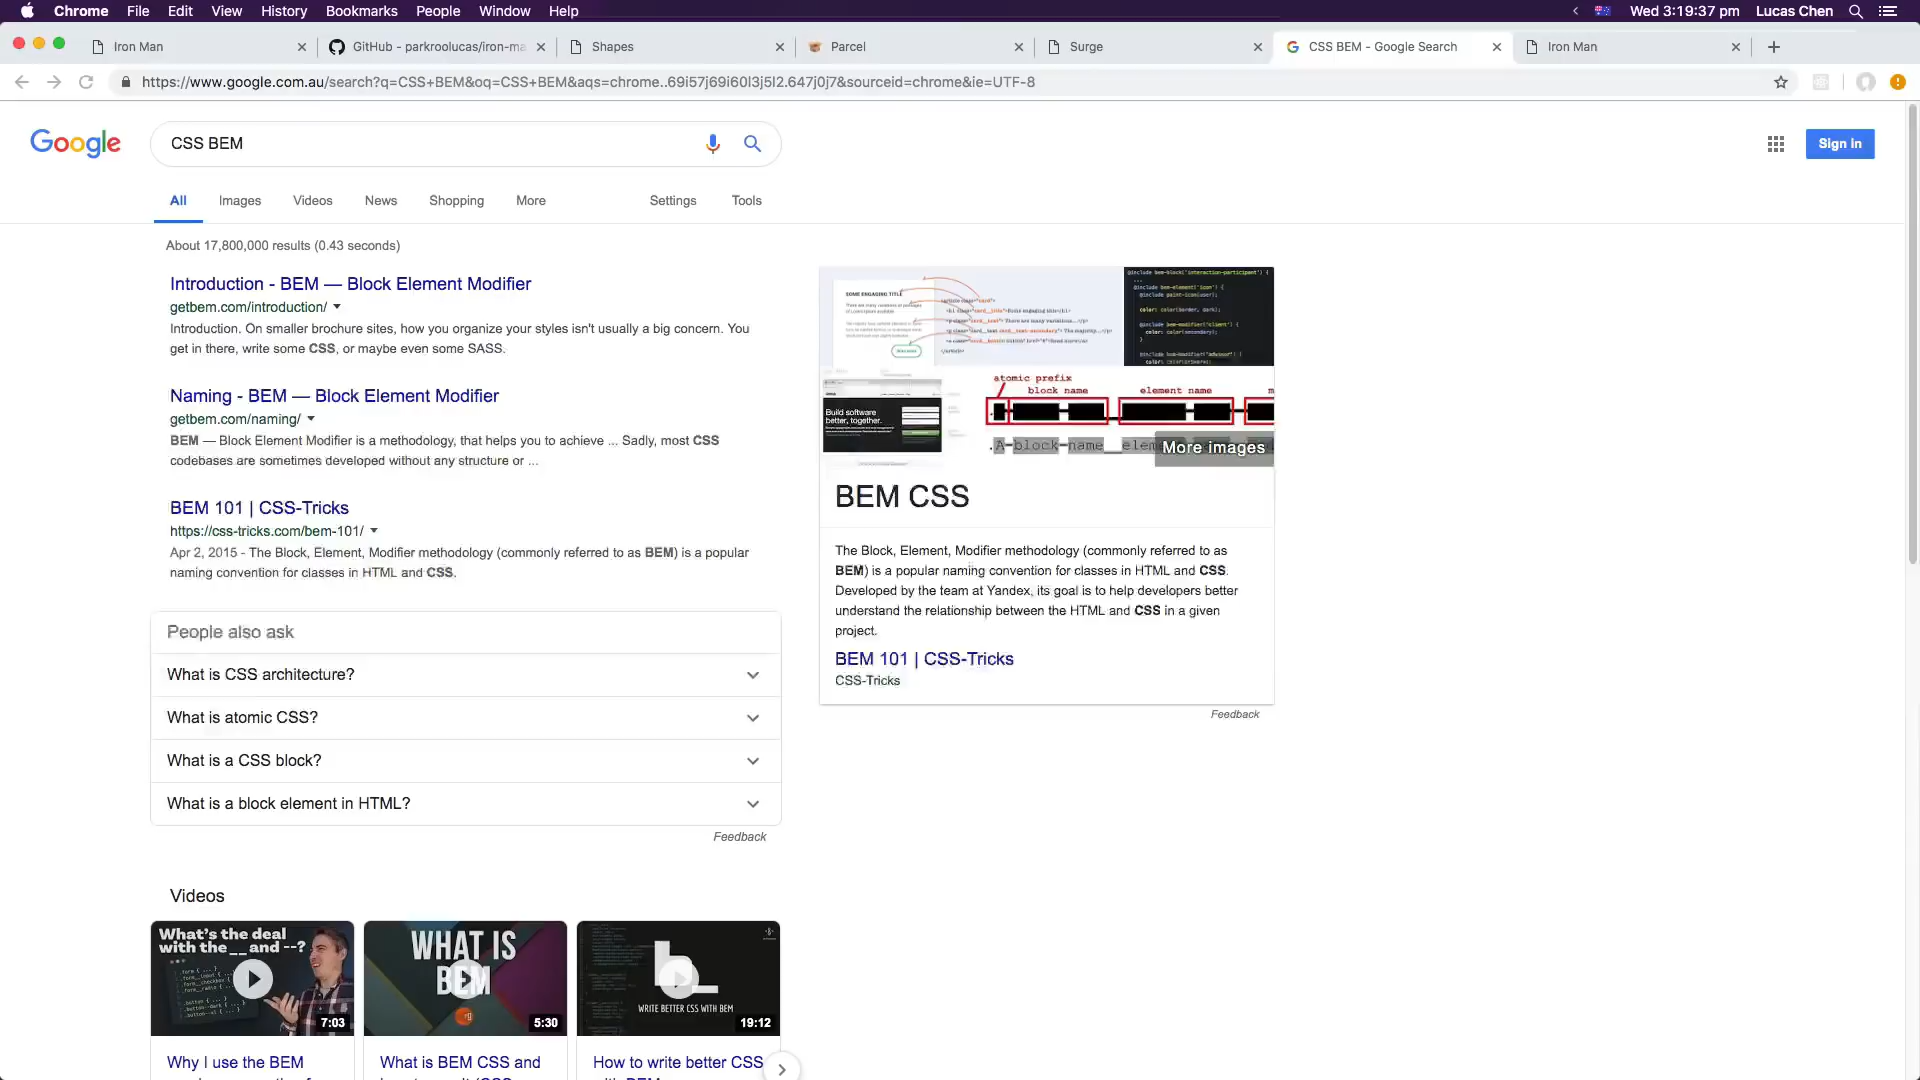 Chrome File Edit View History Bookmarks People Window Help
Wed 3:19:37 pm Lucas Chen
Iron Man
GitHub - parkroolucas/iron-ma
Shapes
Parcel
Surge
CSS BEM - Google Search
Iron Man
https://www.google.com.au/search?q=CSS+BEM&oq=CSS+BEM&aqs=chrome..69i57j69i60l3j5l2.647j0j7&sourceid=chrome&ie=UTF-8
Google
CSS BEM
Sign in
All Images Videos News Shopping More Settings Tools
About 17,800,000 results (0.43 seconds)
Introduction - BEM — Block Element Modifier
getbem.com/introduction/
Introduction. On smaller brochure sites, how you organize your styles isn't usually a big concern. You
get in there, write some CSS, or maybe even some SASS.
Naming - BEM — Block Element Modifier
getbem.com/naming/
BEM — Block Element Modifier is a methodology, that helps you to achieve ... Sadly, most CSS
codebases are sometimes developed without any structure or ...
BEM 101 | CSS-Tricks
https://css-tricks.com/bem-101/
Apr 2, 2015 - The Block, Element, Modifier methodology (commonly referred to as BEM) is a popular
naming convention for classes in HTML and CSS.
People also ask
What is CSS architecture?
What is atomic CSS?
What is a CSS block?
What is a block element in HTML?
Feedback
Videos
What's the deal
with the__and --?
7:03
WHAT IS
BEM
5:30
WRITE BETTER CSS WITH BEM
19:12
Why I use the BEM
What is BEM CSS and
How to write better CSS
SOME ENGAGING TITLE
atomic prefix
block name
element name
Build software
better, together.
.A-block-name__elem
More images
BEM CSS
The Block, Element, Modifier methodology (commonly referred to as
BEM) is a popular naming convention for classes in HTML and CSS.
Developed by the team at Yandex, its goal is to help developers better
understand the relationship between the HTML and CSS in a given
project.
BEM 101 | CSS-Tricks
CSS-Tricks
Feedback